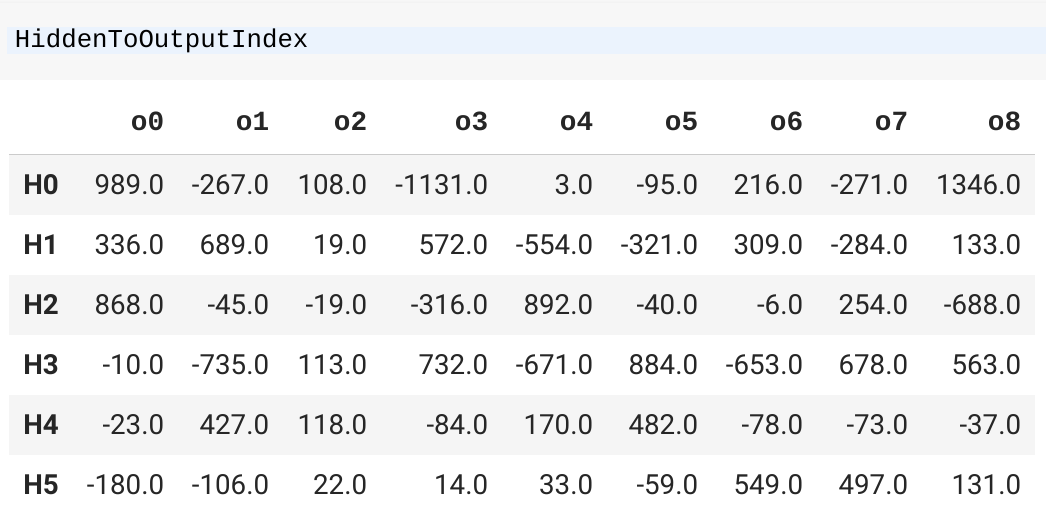 HiddenToOutputIndex
o0 o1 o2 o3 o4 o5 o6 o7 o8
H0 989.0 -267.0 108.0 -1131.0 3.0 -95.0 216.0 -271.0 1346.0
H1 336.0 689.0 19.0 572.0 -554.0 -321.0 309.0 -284.0 133.0
H2 868.0 -45.0 -19.0 -316.0 892.0 -40.0 -6.0 254.0 -688.0
H3 -10.0 -735.0 113.0 732.0 -671.0 884.0 -653.0 678.0 563.0
H4 -23.0 427.0 118.0 -84.0 170.0 482.0 -78.0 -73.0 -37.0
H5 -180.0 -106.0 22.0 14.0 33.0 -59.0 549.0 497.0 131.0